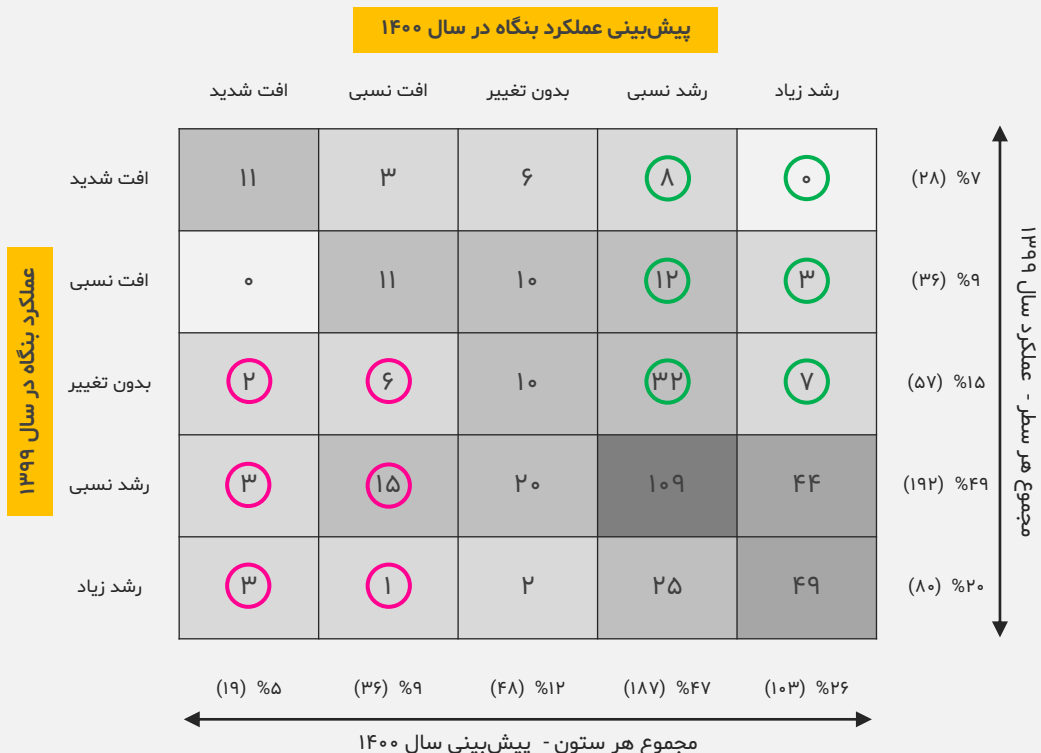 پیش‌بینی عملکرد بنگاه در سال ۱۴۰۰
رشد زیاد رشد نسبی بدون تغییر افت نسبی افت شدید
افت شدید ۱۱ ۳ ۶ ۸ ۰ %۷ (۲۸)
افت نسبی ۰ ۱۱ ۱۰ ۱۲ ۳ %۹ (۳۶)
بدون تغییر ۲ ۶ ۱۰ ۳۲ ۷ %۱۵ (۵۷)
رشد نسبی ۳ ۱۵ ۲۰ ۱۰۹ ۴۴ %۴۹ (۱۹۲)
رشد زیاد ۳ ۱ ۲ ۲۵ ۴۹ %۲۰ (۸۰)
%۲۶ (۱۰۳) %۴۷ (۱۸۷) %۱۲ (۴۸) %۹ (۳۶) %۵ (۱۹)
مجموع هر ستون - پیش‌بینی سال ۱۴۰۰
مجموع هر سطر - عملکرد سال ۱۳۹۹
عملکرد بنگاه در سال ۱۳۹۹